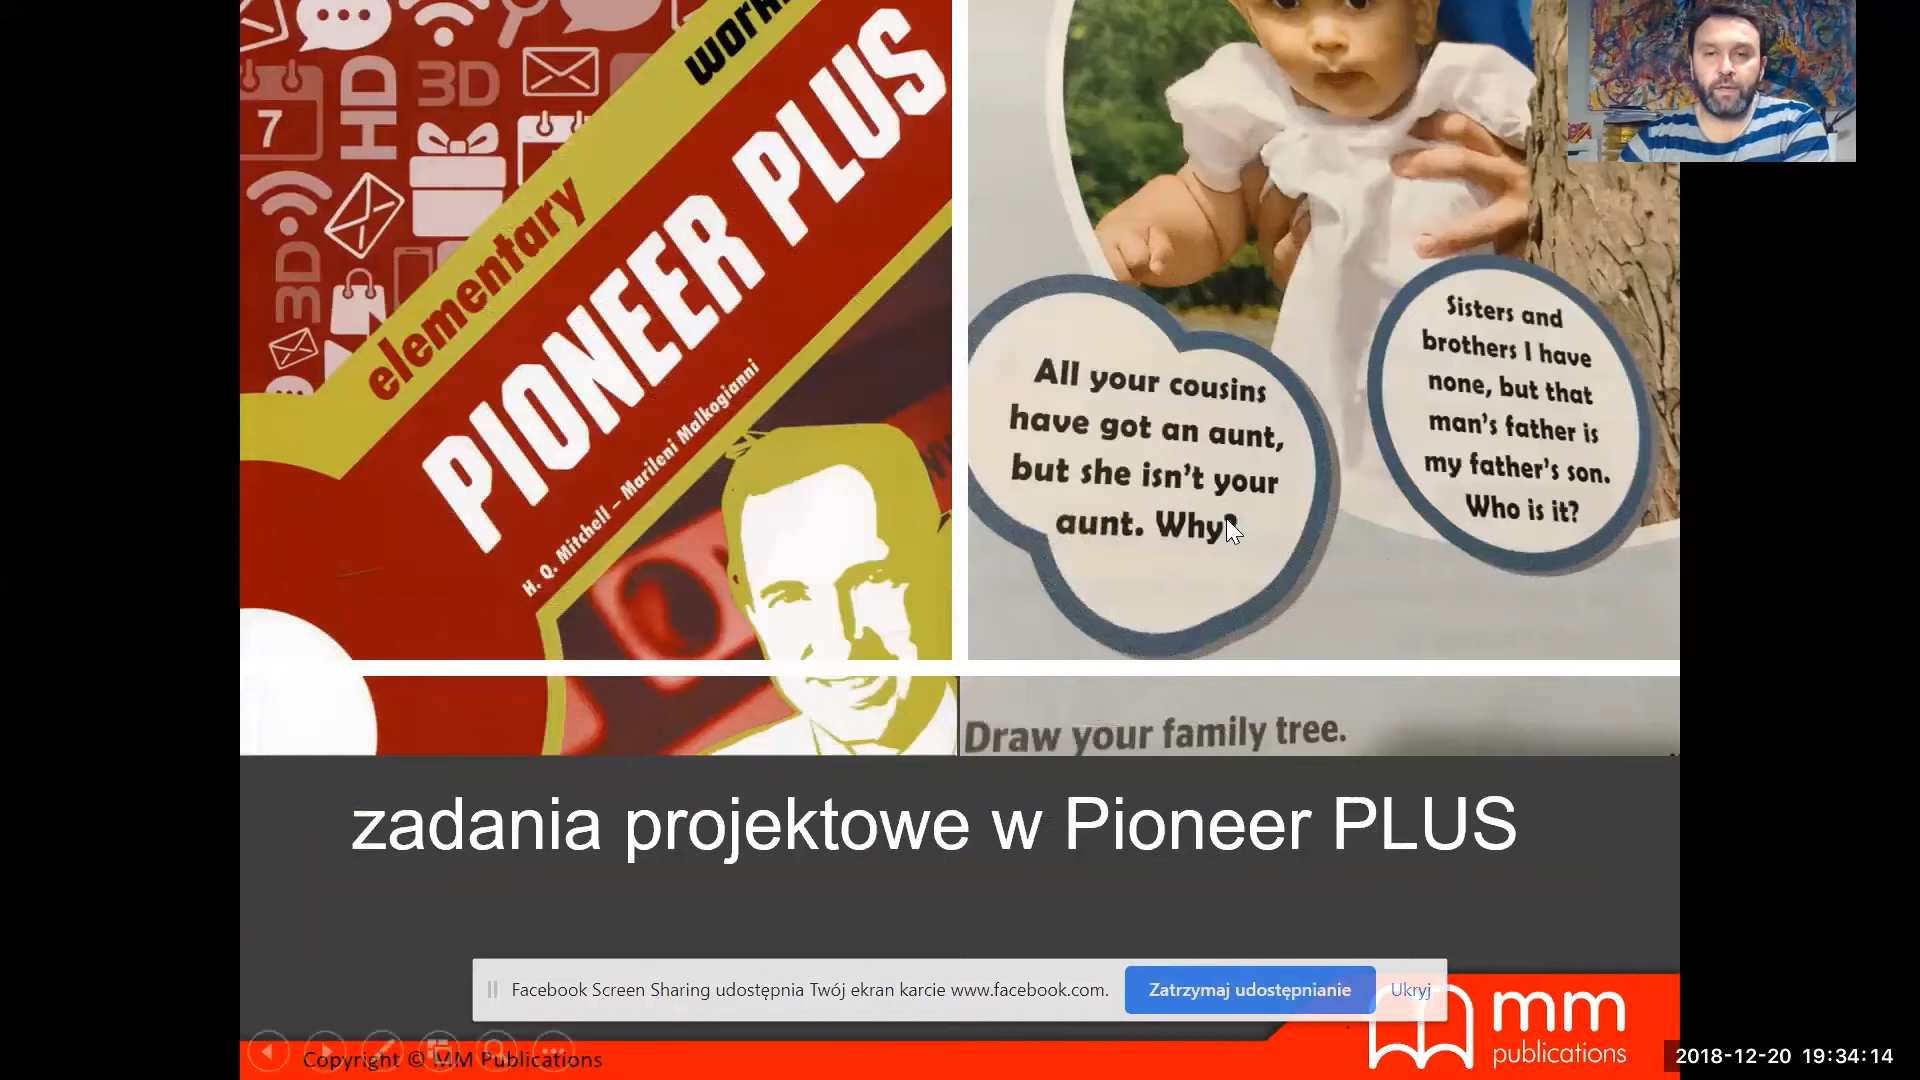 work
7
HD
3D
3D
elementary
PIONEER PLUS
H. Q. Mitchell – Marileni Malkogianni
All your cousins
have got an aunt,
but she isn't your
aunt. Why?
Sisters and
brothers I have
none, but that
man's father is
my father's son.
Who is it?
Draw your family tree.
zadania projektowe w Pioneer PLUS
Facebook Screen Sharing udostępnia Twój ekran karcie www.facebook.com.
Zatrzymaj udostępnianie
Ukryj
Copyright © MM Publications
mm
publications
2018-12-20 19:34:14